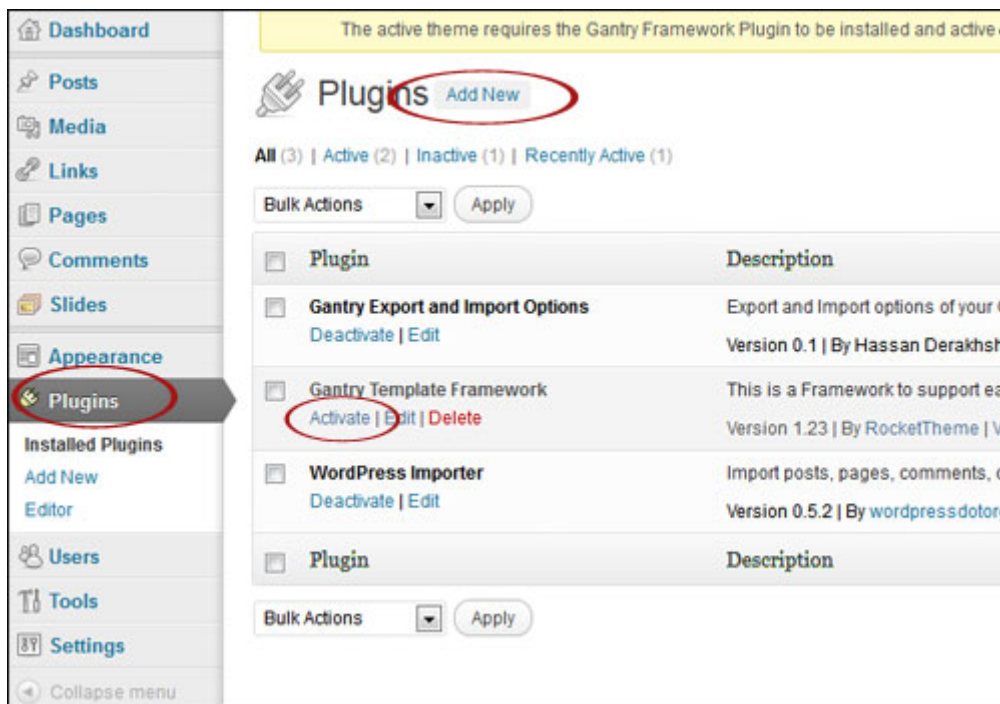 Dashboard
Posts
Media
Links
Pages
Comments
Slides
Appearance
Plugins
Installed Plugins
Add New
Editor
Users
Tools
Settings
Collapse menu
The active theme requires the Gantry Framework Plugin to be installed and active
Plugins Add New
All (3) | Active (2) | Inactive (1) | Recently Active (1)
Bulk Actions Apply
Plugin Description
Gantry Export and Import Options Export and Import options of your
Deactivate | Edit Version 0.1 | By Hassan
Gantry Template Framework This is a Framework to support
Activate | Edit | Delete Version 1.23 | By RocketTheme |
WordPress Importer Import posts, pages, comments,
Deactivate | Edit Version 0.5.2 | By
Plugin Description
Bulk Actions Apply